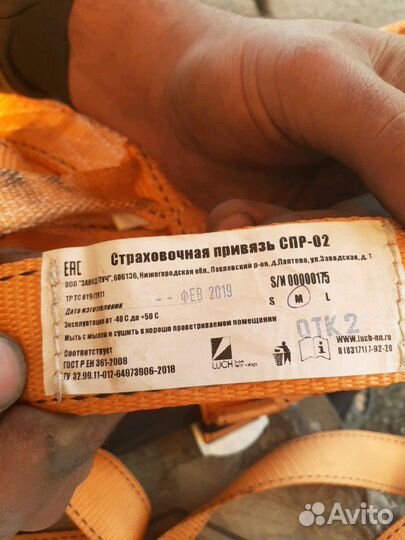 Страховочная привязь СПР-02
ЕАС
ООО "ЗАВОД ЛУЧ", 606136, Нижегородская обл., Павловский р-он, д.Лаптево, ул.Заводская, д.1
ТР ТС 019/2011
Дата изготовления -- ФЕВ 2019 S/N 00000175
Эксплуатация от -40 С до +50 С S M L
Мыть с мылом и сушить в хорошо проветриваемом помещении
ОТК 2
Соответствует
ГОСТ Р ЕН 361-2008
ТУ 32.99.11-012-64973906-2018
LUCH
www.luch-nn.ru
8(83171)7-92-20
Avito